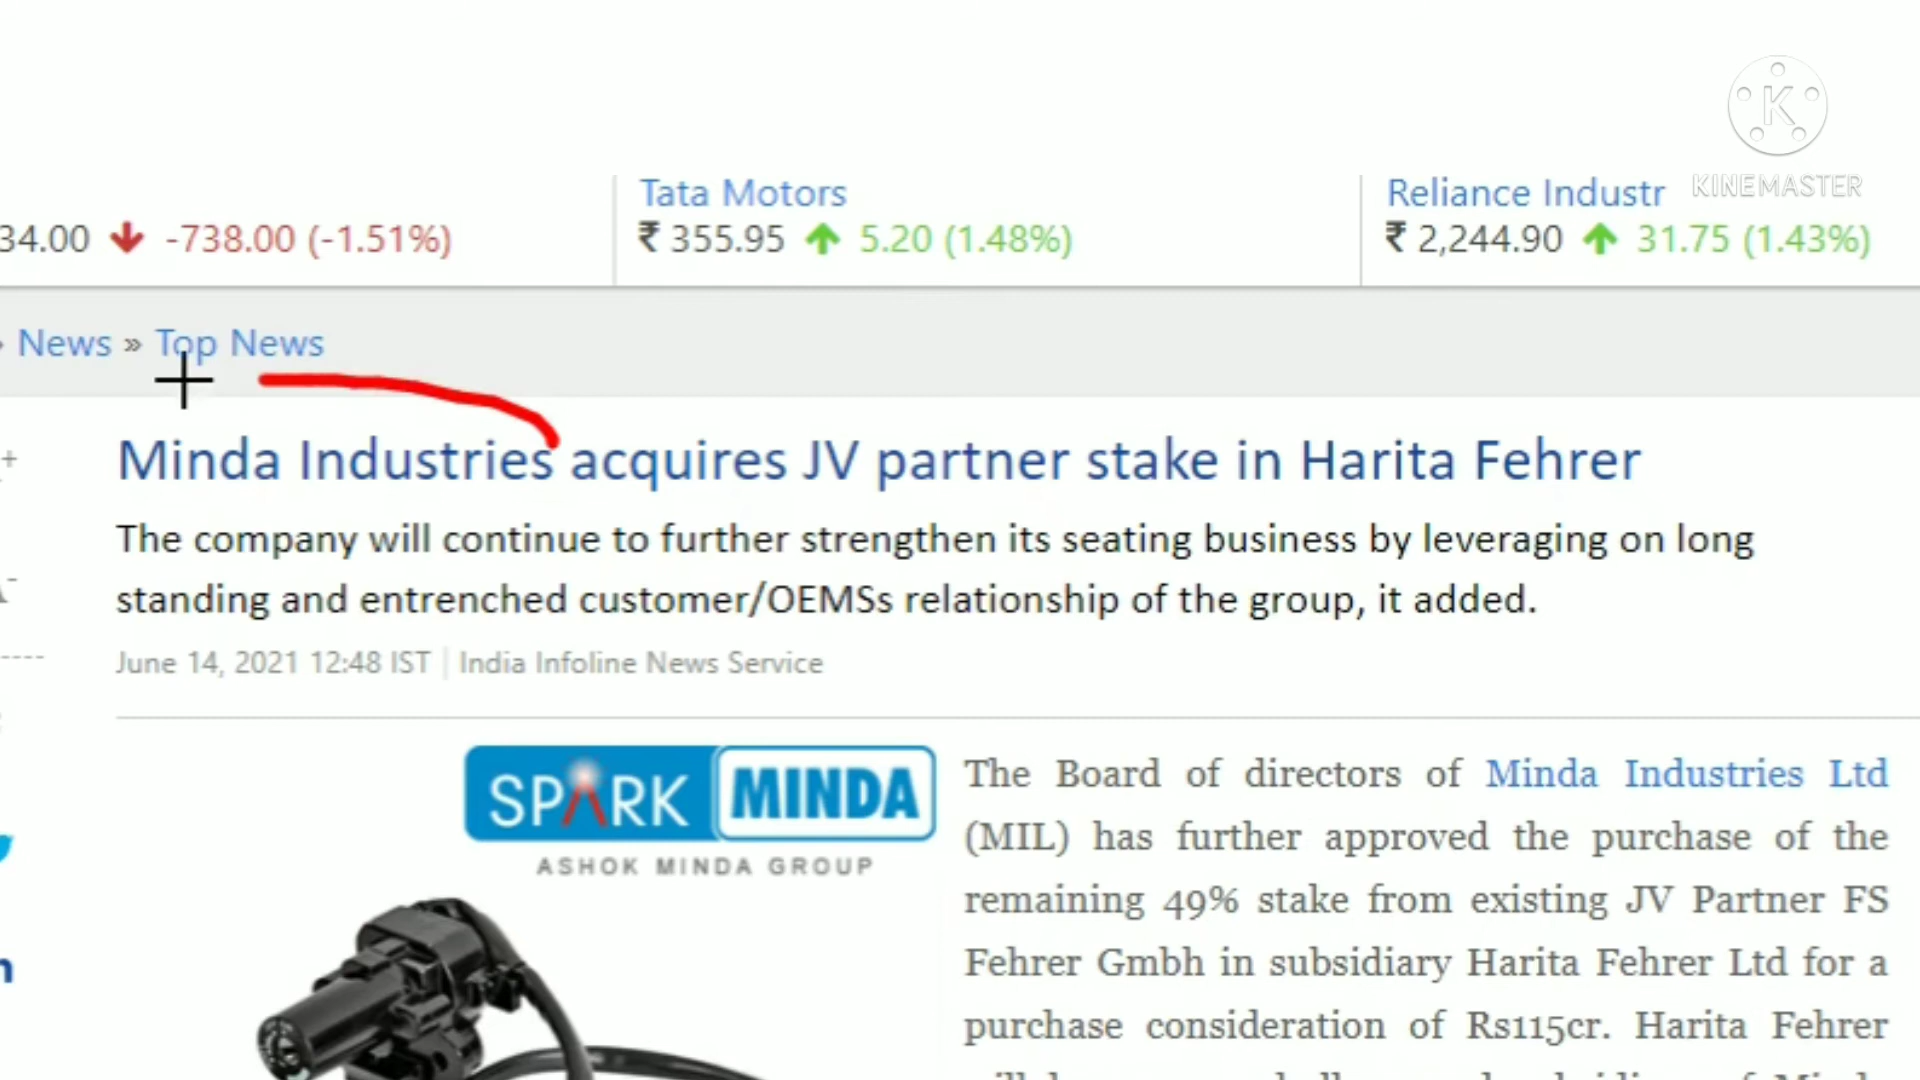 KINEMASTER
Tata Motors
Reliance Industr
34.00 -738.00 (-1.51%)
₹ 355.95 5.20 (1.48%)
₹ 2,244.90 31.75 (1.43%)
News » Top News
Minda Industries acquires JV partner stake in Harita Fehrer
The company will continue to further strengthen its seating business by leveraging on long
standing and entrenched customer/OEMSs relationship of the group, it added.
June 14, 2021 12:48 IST | India Infoline News Service
SPARK MINDA
ASHOK MINDA GROUP
The Board of directors of Minda Industries Ltd
(MIL) has further approved the purchase of the
remaining 49% stake from existing JV Partner FS
Fehrer Gmbh in subsidiary Harita Fehrer Ltd for a
purchase consideration of Rs115cr. Harita Fehrer